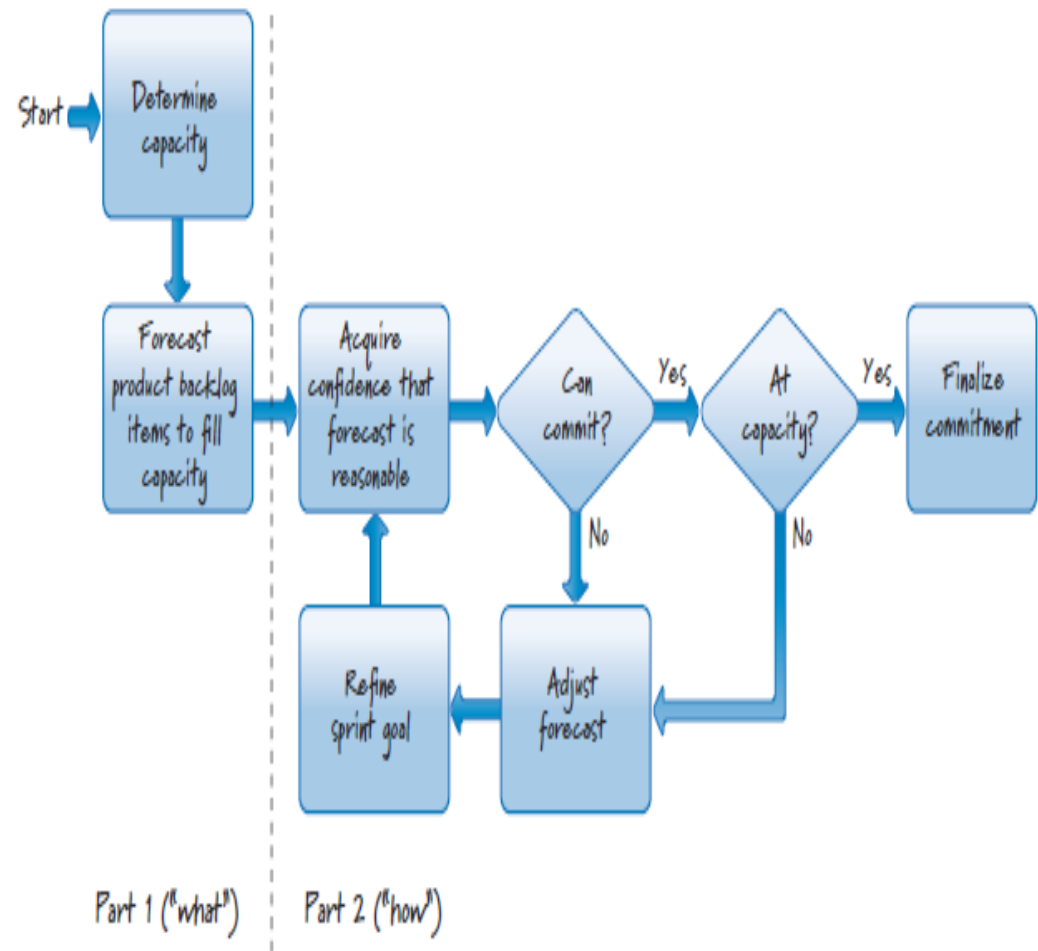 Start
Determine
capacity
Forecast
product backlog
items to fill
capacity
Acquire
confidence that
forecast is
reasonable
Can
commit?
Yes
At
capacity?
Yes
Finalize
commitment
No
No
Refine
sprint goal
Adjust
forecast
Part 1 ("what")
Part 2 ("how")